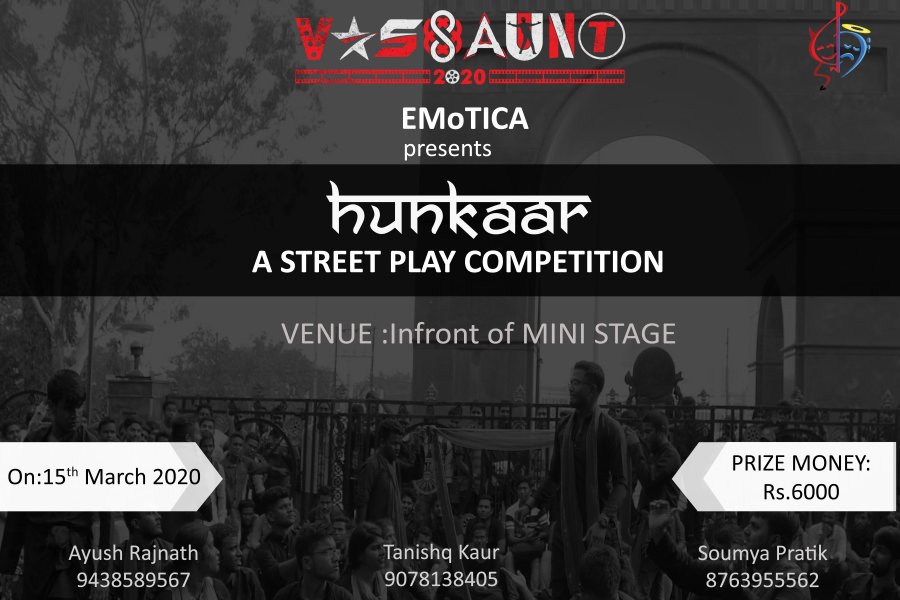 VASSAUNT
2020
EMoTICA
presents
hunkaar
A STREET PLAY COMPETITION
VENUE :Infront of MINI STAGE
On:15th March 2020
PRIZE MONEY:
Rs.6000
Ayush Rajnath
9438589567
Tanishq Kaur
9078138405
Soumya Pratik
8763955562